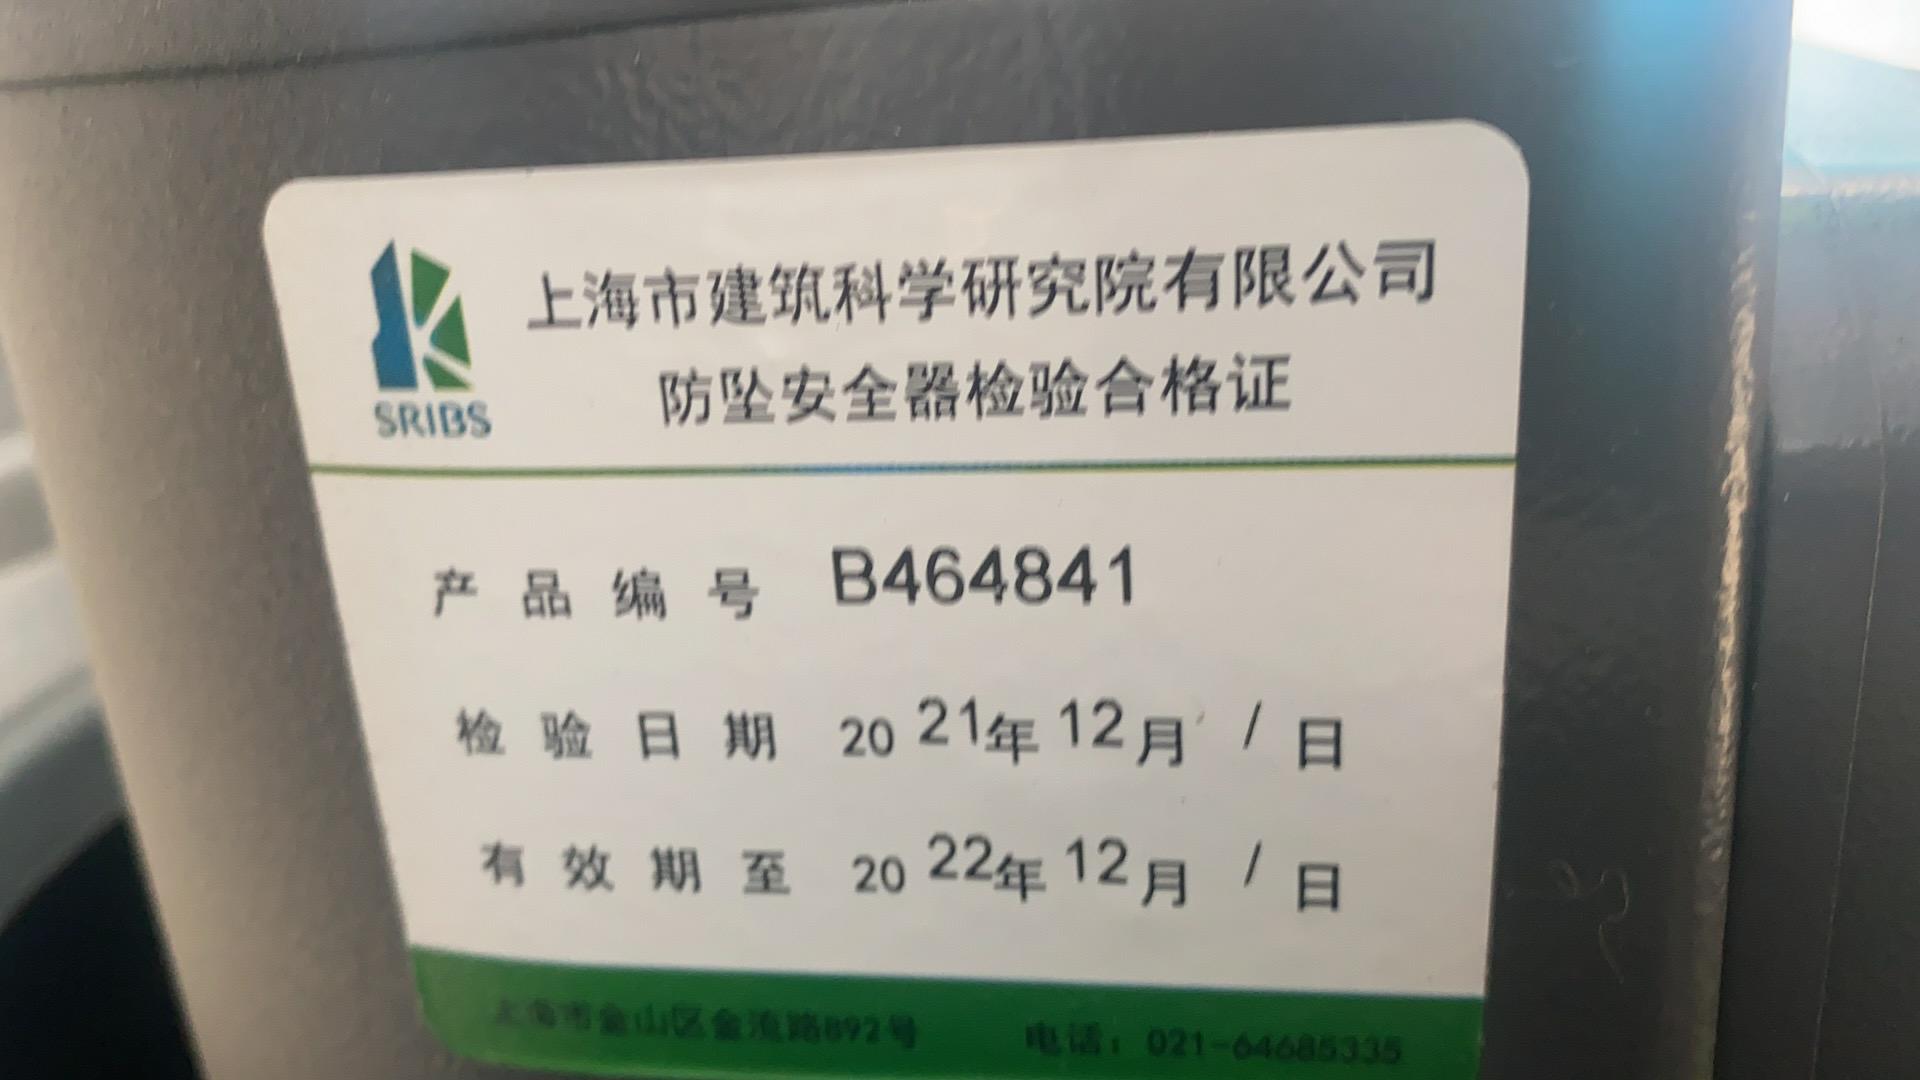 上海市建筑科学研究院有限公司
SRIBS
防坠安全器检验合格证
产品编号 B464841
检验日期 2021年12月 / 日
有效期至 2022年12月 / 日
上海市金山区金流路892号 电话：021-64685335